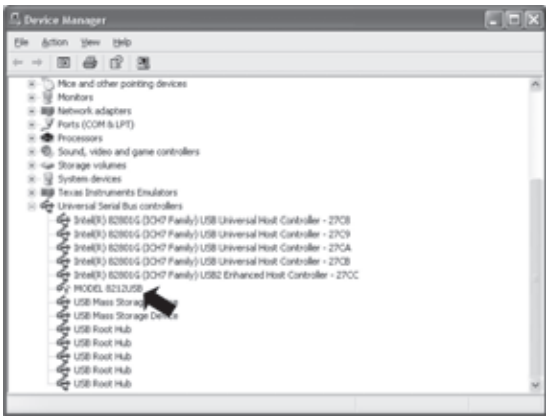 Device Manager
File Action View Help
Mice and other pointing devices
Monitors
Network adapters
Ports (COM & LPT)
Processors
Sound, video and game controllers
Storage volumes
System devices
Texas Instruments Emulators
Universal Serial Bus controllers
Intel(R) 82801G (ICH7 Family) USB Universal Host Controller - 27C8
Intel(R) 82801G (ICH7 Family) USB Universal Host Controller - 27C9
Intel(R) 82801G (ICH7 Family) USB Universal Host Controller - 27CA
Intel(R) 82801G (ICH7 Family) USB Universal Host Controller - 27CB
Intel(R) 82801G (ICH7 Family) USB2 Enhanced Host Controller - 27CC
MODEL 8212USB
USB Mass Storage Device
USB Mass Storage Device
USB Root Hub
USB Root Hub
USB Root Hub
USB Root Hub
USB Root Hub